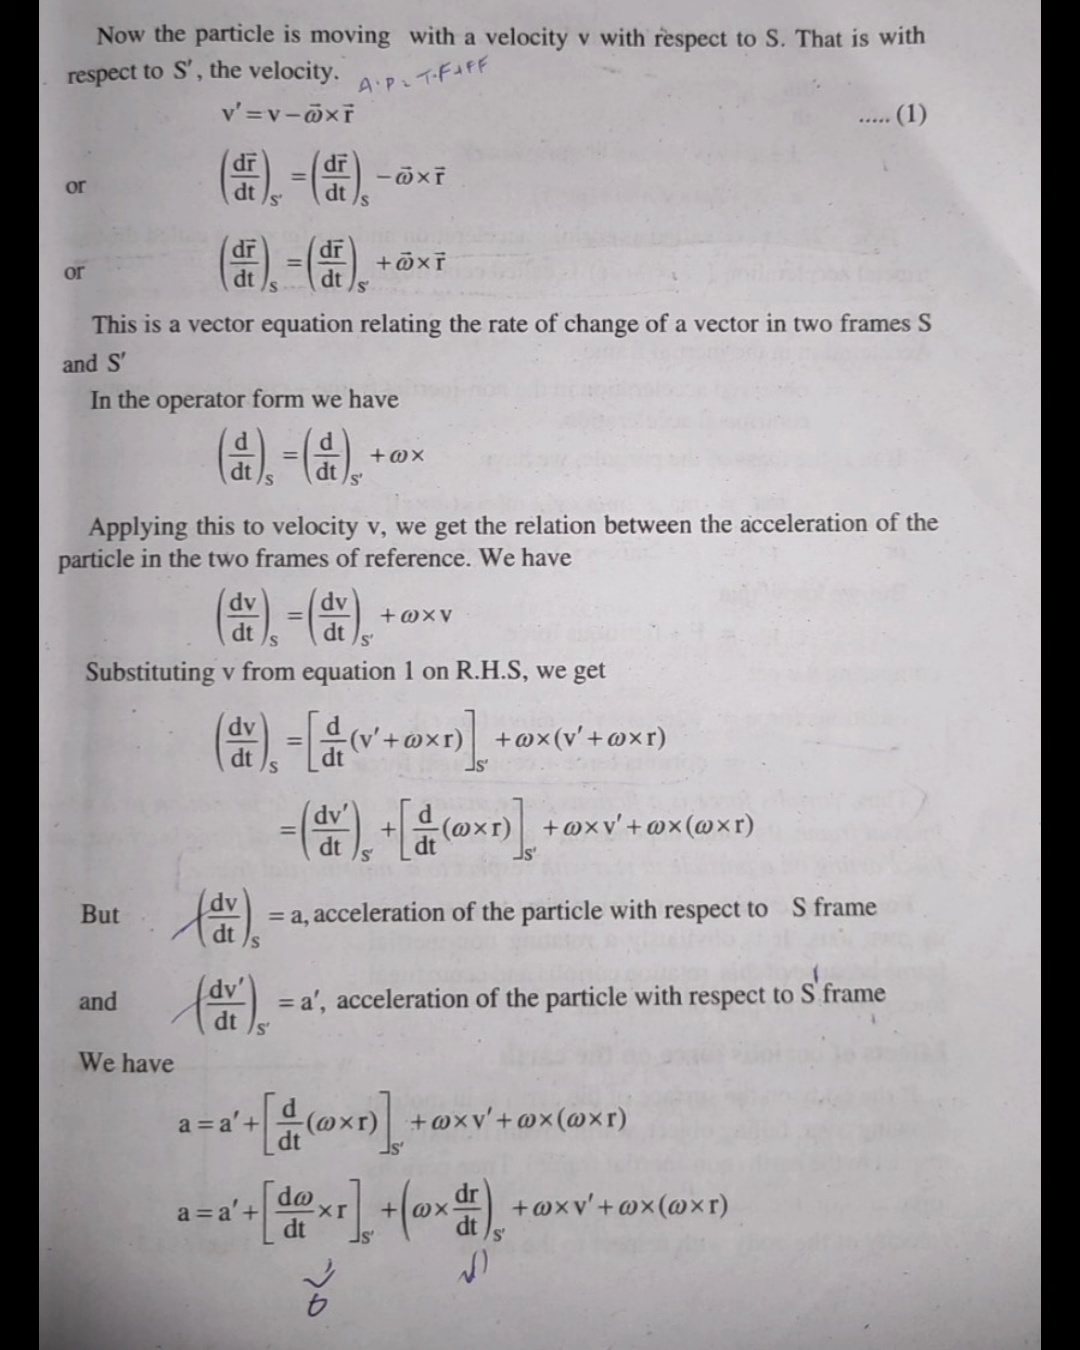 Now the particle is moving with a velocity v with respect to S. That is with
respect to S′, the velocity. A.P = T.F+FF
v′ = v − ω⃗ × r⃗ ..... (1)
or (dr⃗/dt)S′ = (dr⃗/dt)S − ω⃗ × r⃗
or (dr⃗/dt)S = (dr⃗/dt)S′ + ω⃗ × r⃗
This is a vector equation relating the rate of change of a vector in two frames S
and S′
In the operator form we have
(d/dt)S = (d/dt)S′ + ω×
Applying this to velocity v, we get the relation between the acceleration of the
particle in the two frames of reference. We have
(dv/dt)S = (dv/dt)S′ + ω × v
Substituting v from equation 1 on R.H.S, we get
(dv/dt)S = [d/dt (v′ + ω × r)]S′ + ω × (v′ + ω × r)
= (dv′/dt)S′ + [d/dt (ω × r)]S′ + ω × v′ + ω × (ω × r)
But (dv/dt)S = a, acceleration of the particle with respect to S frame
and (dv′/dt)S′ = a′, acceleration of the particle with respect to S′ frame
We have
a = a′ + [d/dt (ω × r)]S′ + ω × v′ + ω × (ω × r)
a = a′ + [dω/dt × r]S′ + (ω × dr/dt)S′ + ω × v′ + ω × (ω × r)